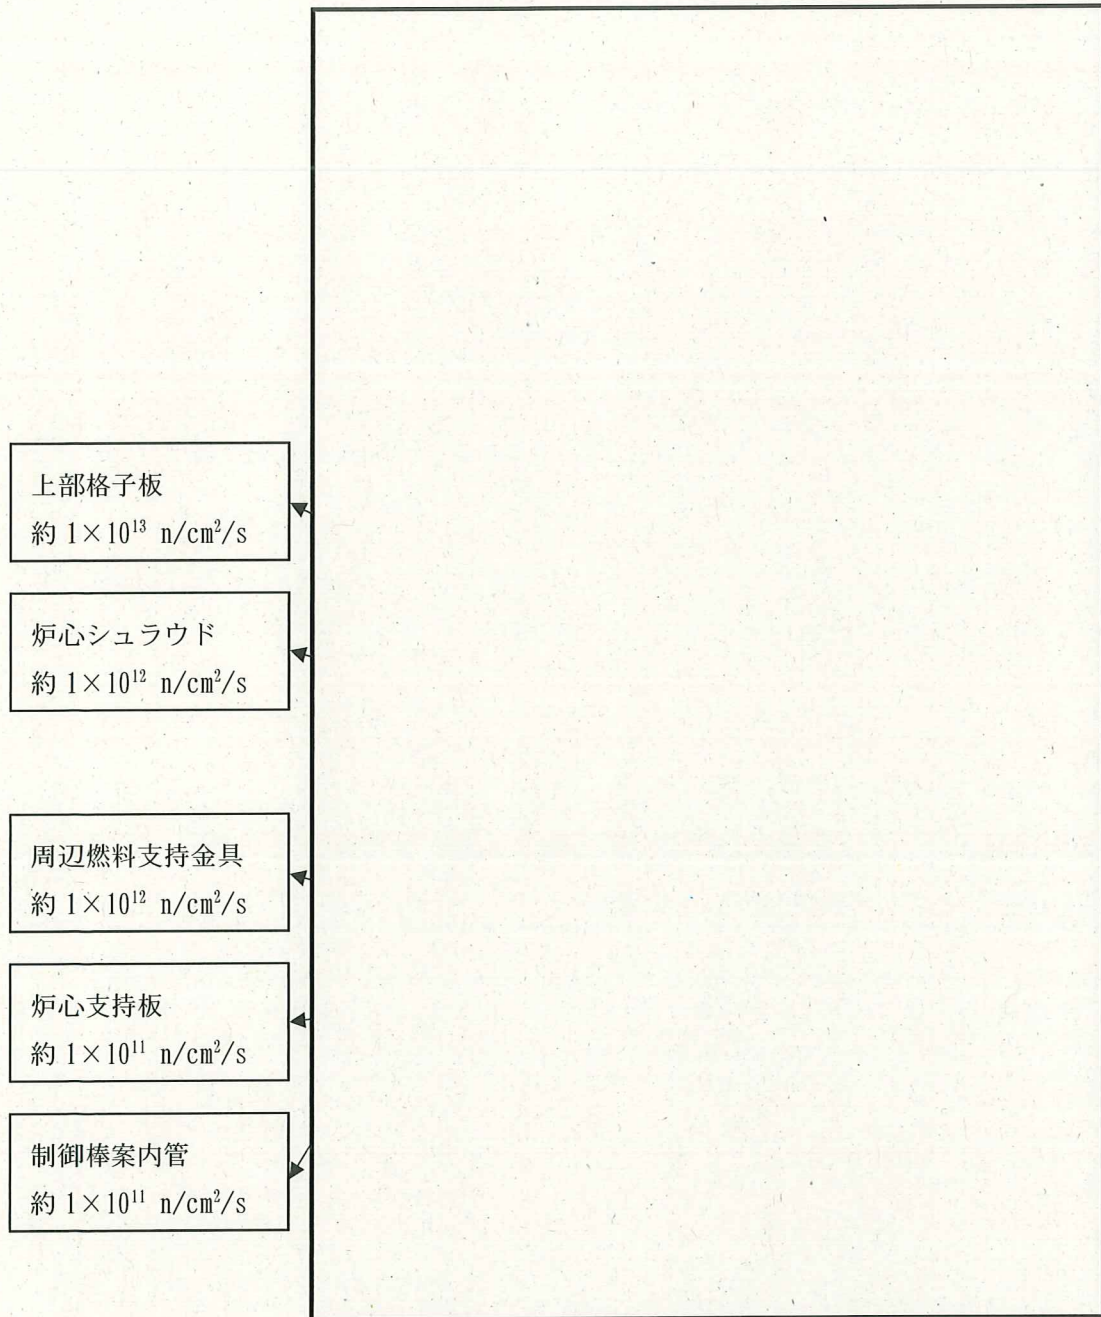 上部格子板
約 1×10¹³ n/cm²/s
炉心シュラウド
約 1×10¹² n/cm²/s
周辺燃料支持金具
約 1×10¹² n/cm²/s
炉心支持板
約 1×10¹¹ n/cm²/s
制御棒案内管
約 1×10¹¹ n/cm²/s